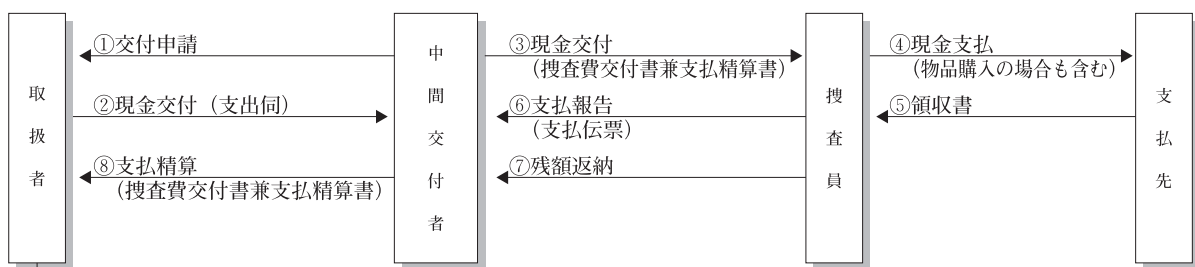 取扱者
①交付申請
②現金交付（支出伺）
⑧支払精算
（捜査費交付書兼支払精算書）
中間交付者
③現金交付
（捜査費交付書兼支払精算書）
⑥支払報告
（支払伝票）
⑦残額返納
捜査員
④現金支払
（物品購入の場合も含む）
⑤領収書
支払先